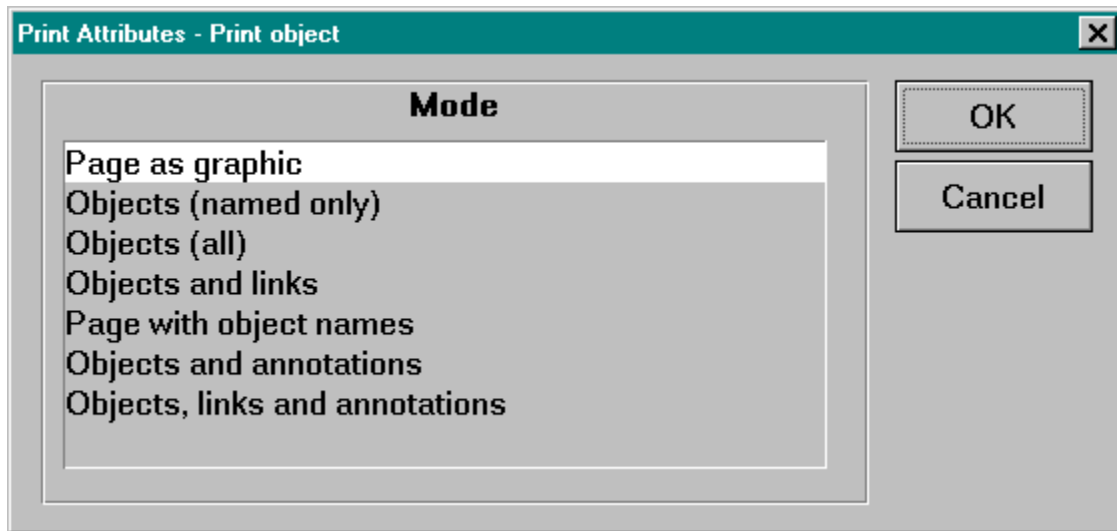 Print Attributes - Print object
Mode
Page as graphic
Objects (named only)
Objects (all)
Objects and links
Page with object names
Objects and annotations
Objects, links and annotations
OK
Cancel